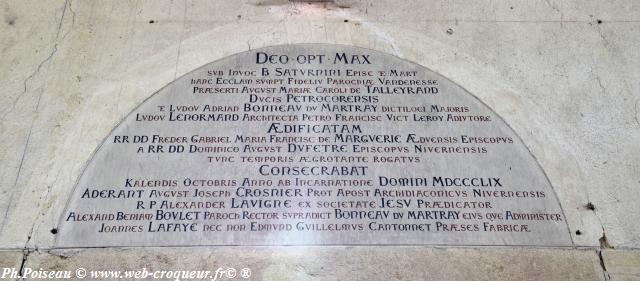 DEO · OPT · MAX
SVB INVOC B SATVRNINI EPISC & MART
HANC ECCLAM SVMPT FIDELIV PAROCHIÆ VANDENESSE
PRÆSERTI AVGVST MARIÆ CAROLI DE TALLEYRAND
DVCIS PETROCORENSIS
& LVDOV ADRIAN BONNEAV DV MARTRAY DICTILOCI MAJORIS
LVDOV LENORMAND ARCHITECTA PETRO FRANCISC VICT LEROY ADIVTORE
ÆDIFICATAM
RR DD FREDER GABRIEL MARIA FRANCISC DE MARGVERIE ÆDVENSIS EPISCOPVS
A RR DD DOMINICO AVGVST DVFETRE NIVERNENSIS
TVNC TEMPORIS ÆGROTANTE ROGATVS
CONSECRABAT
KALENDIS OCTOBRIS ANNO AB INCARNATIONE DOMINI MDCCCLIX
ADERANT AVGVST JOSEPH CROSNIER PROT APOST ARCHIDIACONVS NIVERNENSIS
R P ALEXANDER LAVIGNE EX SOCIETATE JESV PRÆDICATOR
ALEXAND BENIAM BOVLET PAROCH RECTOR SVPRADICT BONNEAV DV MARTRAY EIVS QVE ADMINISTER
JOANNES LAFAYE NEC NON EDMVND GVILLELMVS CANTONNET PRÆSES FABRICÆ
Ph.Poiseau © www-web-croqueur.fr ©®